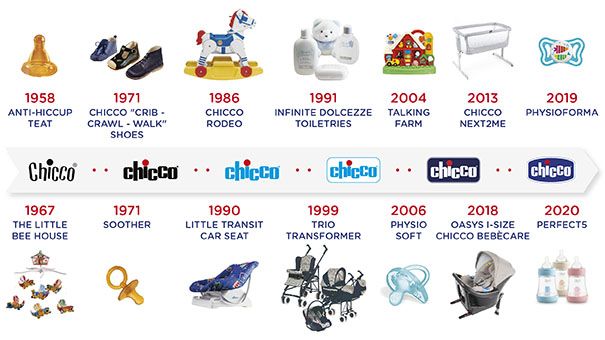 1958
ANTI-HICCUP
TEAT
1971
CHICCO "CRIB -
CRAWL - WALK"
SHOES
1986
CHICCO
RODEO
1991
INFINITE DOLCEZZE
TOILETRIES
2004
TALKING
FARM
2013
CHICCO
NEXT2ME
2019
PHYSIOFORMA
Chicco®
chicco
chicco
chicco
chicco
chicco
1967
THE LITTLE
BEE HOUSE
1971
SOOTHER
1990
LITTLE TRANSIT
CAR SEAT
1999
TRIO
TRANSFORMER
2006
PHYSIO
SOFT
2018
OASYS I-SIZE
CHICCO BEBÈCARE
2020
PERFECT5